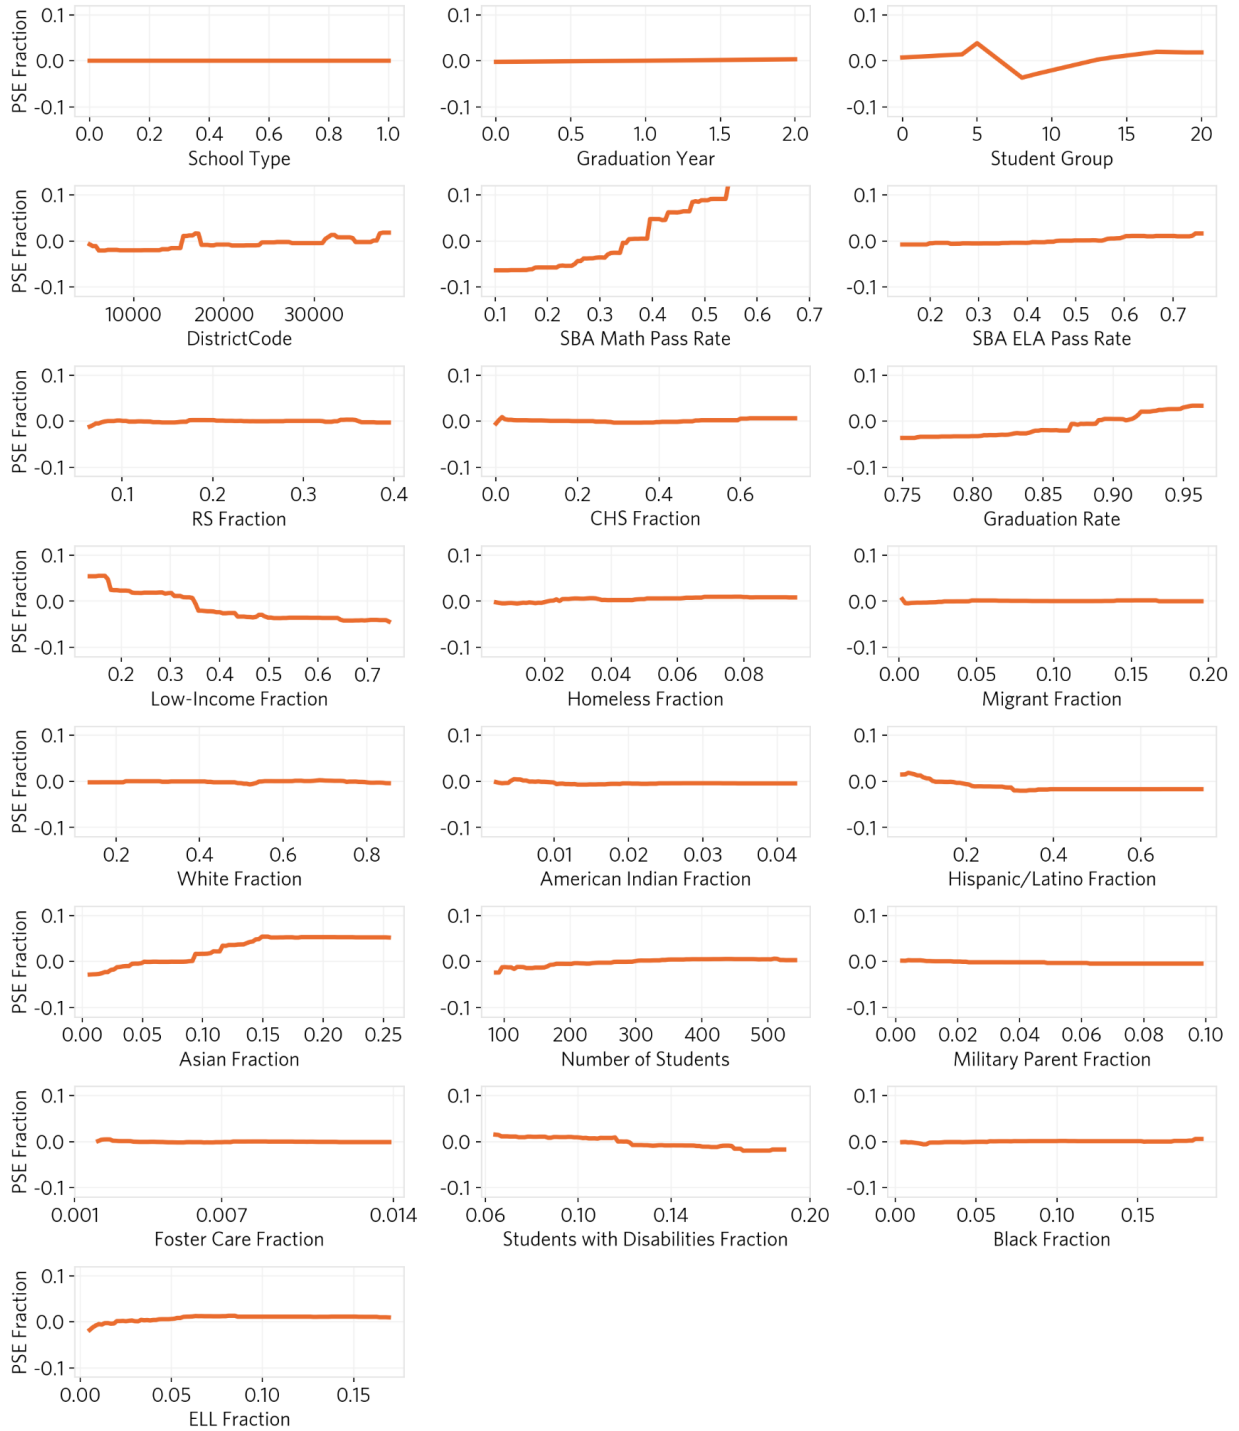 PSE Fraction
0.1
0.0
-0.1
0.0 0.2 0.4 0.6 0.8 1.0
School Type
0.1
0.0
-0.1
0.0 0.5 1.0 1.5 2.0
Graduation Year
0.1
0.0
-0.1
0 5 10 15 20
Student Group
PSE Fraction
0.1
0.0
-0.1
10000 20000 30000
DistrictCode
0.1
0.0
-0.1
0.1 0.2 0.3 0.4 0.5 0.6 0.7
SBA Math Pass Rate
0.1
0.0
-0.1
0.2 0.3 0.4 0.5 0.6 0.7
SBA ELA Pass Rate
PSE Fraction
0.1
0.0
-0.1
0.1 0.2 0.3 0.4
RS Fraction
0.1
0.0
-0.1
0.0 0.2 0.4 0.6
CHS Fraction
0.1
0.0
-0.1
0.75 0.80 0.85 0.90 0.95
Graduation Rate
PSE Fraction
0.1
0.0
-0.1
0.2 0.3 0.4 0.5 0.6 0.7
Low-Income Fraction
0.1
0.0
-0.1
0.02 0.04 0.06 0.08
Homeless Fraction
0.1
0.0
-0.1
0.00 0.05 0.10 0.15 0.20
Migrant Fraction
PSE Fraction
0.1
0.0
-0.1
0.2 0.4 0.6 0.8
White Fraction
0.1
0.0
-0.1
0.01 0.02 0.03 0.04
American Indian Fraction
0.1
0.0
-0.1
0.2 0.4 0.6
Hispanic/Latino Fraction
PSE Fraction
0.1
0.0
-0.1
0.00 0.05 0.10 0.15 0.20 0.25
Asian Fraction
0.1
0.0
-0.1
100 200 300 400 500
Number of Students
0.1
0.0
-0.1
0.00 0.02 0.04 0.06 0.08 0.10
Military Parent Fraction
PSE Fraction
0.1
0.0
-0.1
0.001 0.007 0.014
Foster Care Fraction
0.1
0.0
-0.1
0.06 0.10 0.14 0.20
Students with Disabilities Fraction
0.1
0.0
-0.1
0.00 0.05 0.10 0.15
Black Fraction
PSE Fraction
0.1
0.0
-0.1
0.00 0.05 0.10 0.15
ELL Fraction